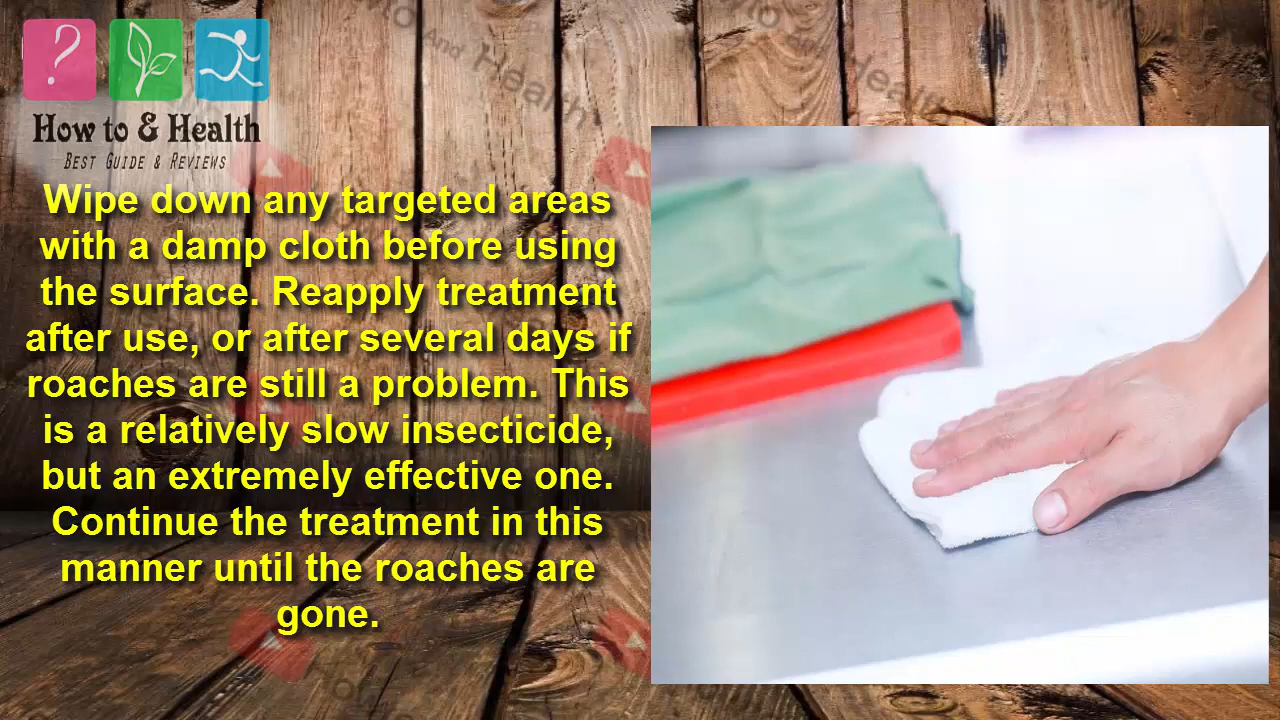 ?
How to & Health
BEST GUIDE & REVIEWS
Wipe down any targeted areas
with a damp cloth before using
the surface. Reapply treatment
after use, or after several days if
roaches are still a problem. This
is a relatively slow insecticide,
but an extremely effective one.
Continue the treatment in this
manner until the roaches are
gone.